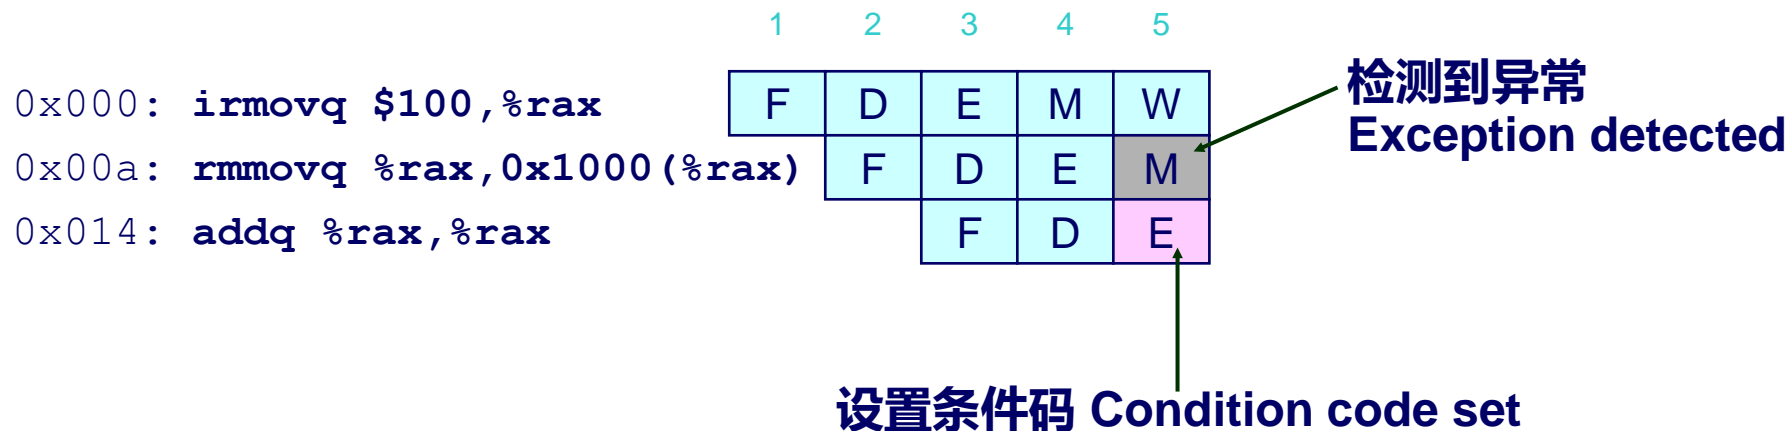 1 2 3 4 5
0x000: irmovq $100,%rax F D E M W
检测到异常
Exception detected
0x00a: rmmovq %rax,0x1000(%rax) F D E M
0x014: addq %rax,%rax F D E
设置条件码 Condition code set